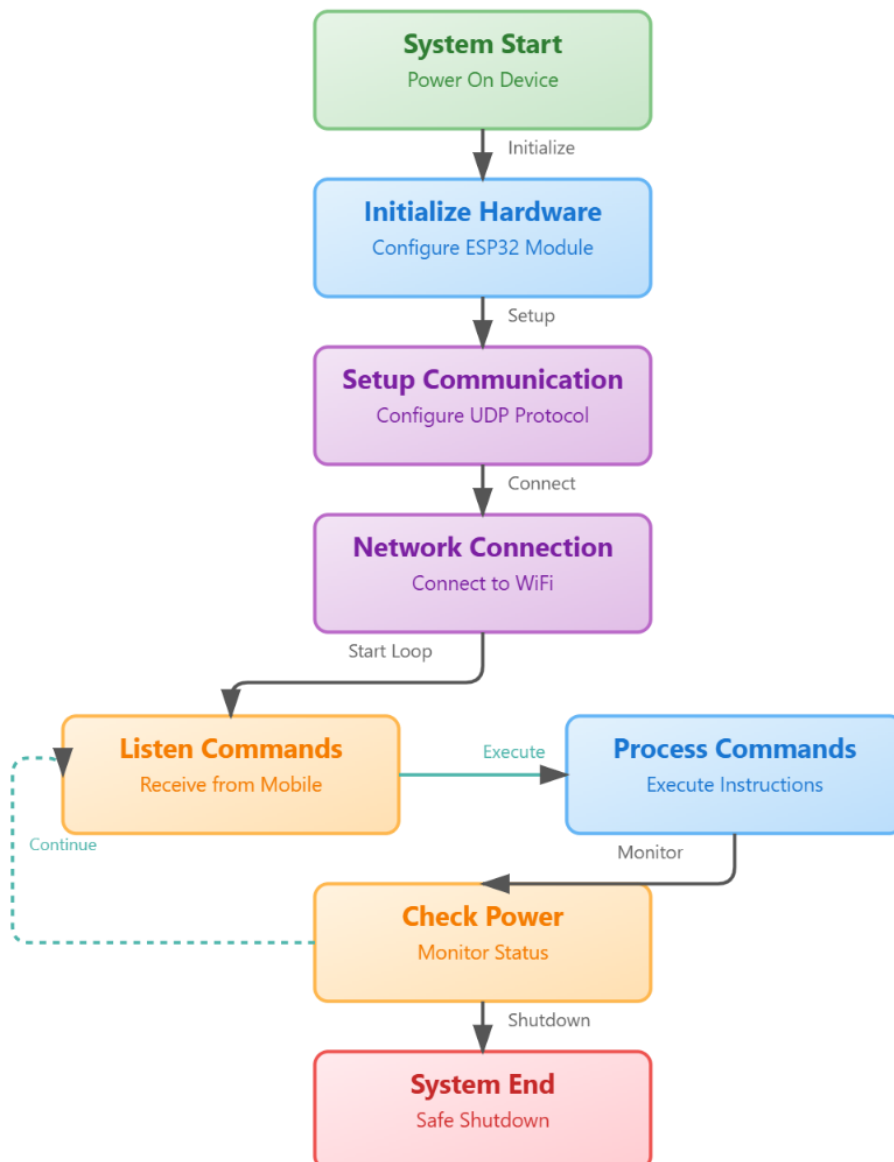 System Start
Power On Device
Initialize
Initialize Hardware
Configure ESP32 Module
Setup
Setup Communication
Configure UDP Protocol
Connect
Network Connection
Connect to WiFi
Start Loop
Listen Commands
Receive from Mobile
Execute
Process Commands
Execute Instructions
Continue
Monitor
Check Power
Monitor Status
Shutdown
System End
Safe Shutdown